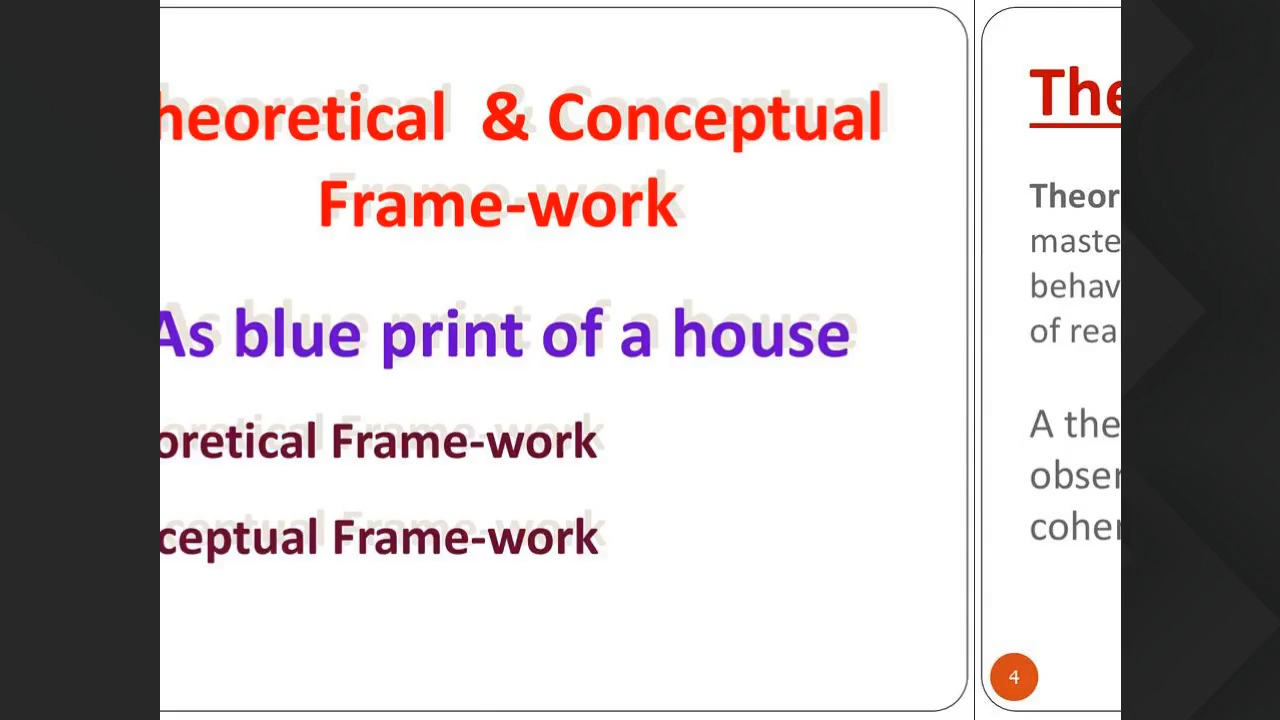 heoretical & Conceptual
Frame-work
As blue print of a house
oretical Frame-work
ceptual Frame-work
The
Theor
maste
behav
of rea
A the
obser
coher
4